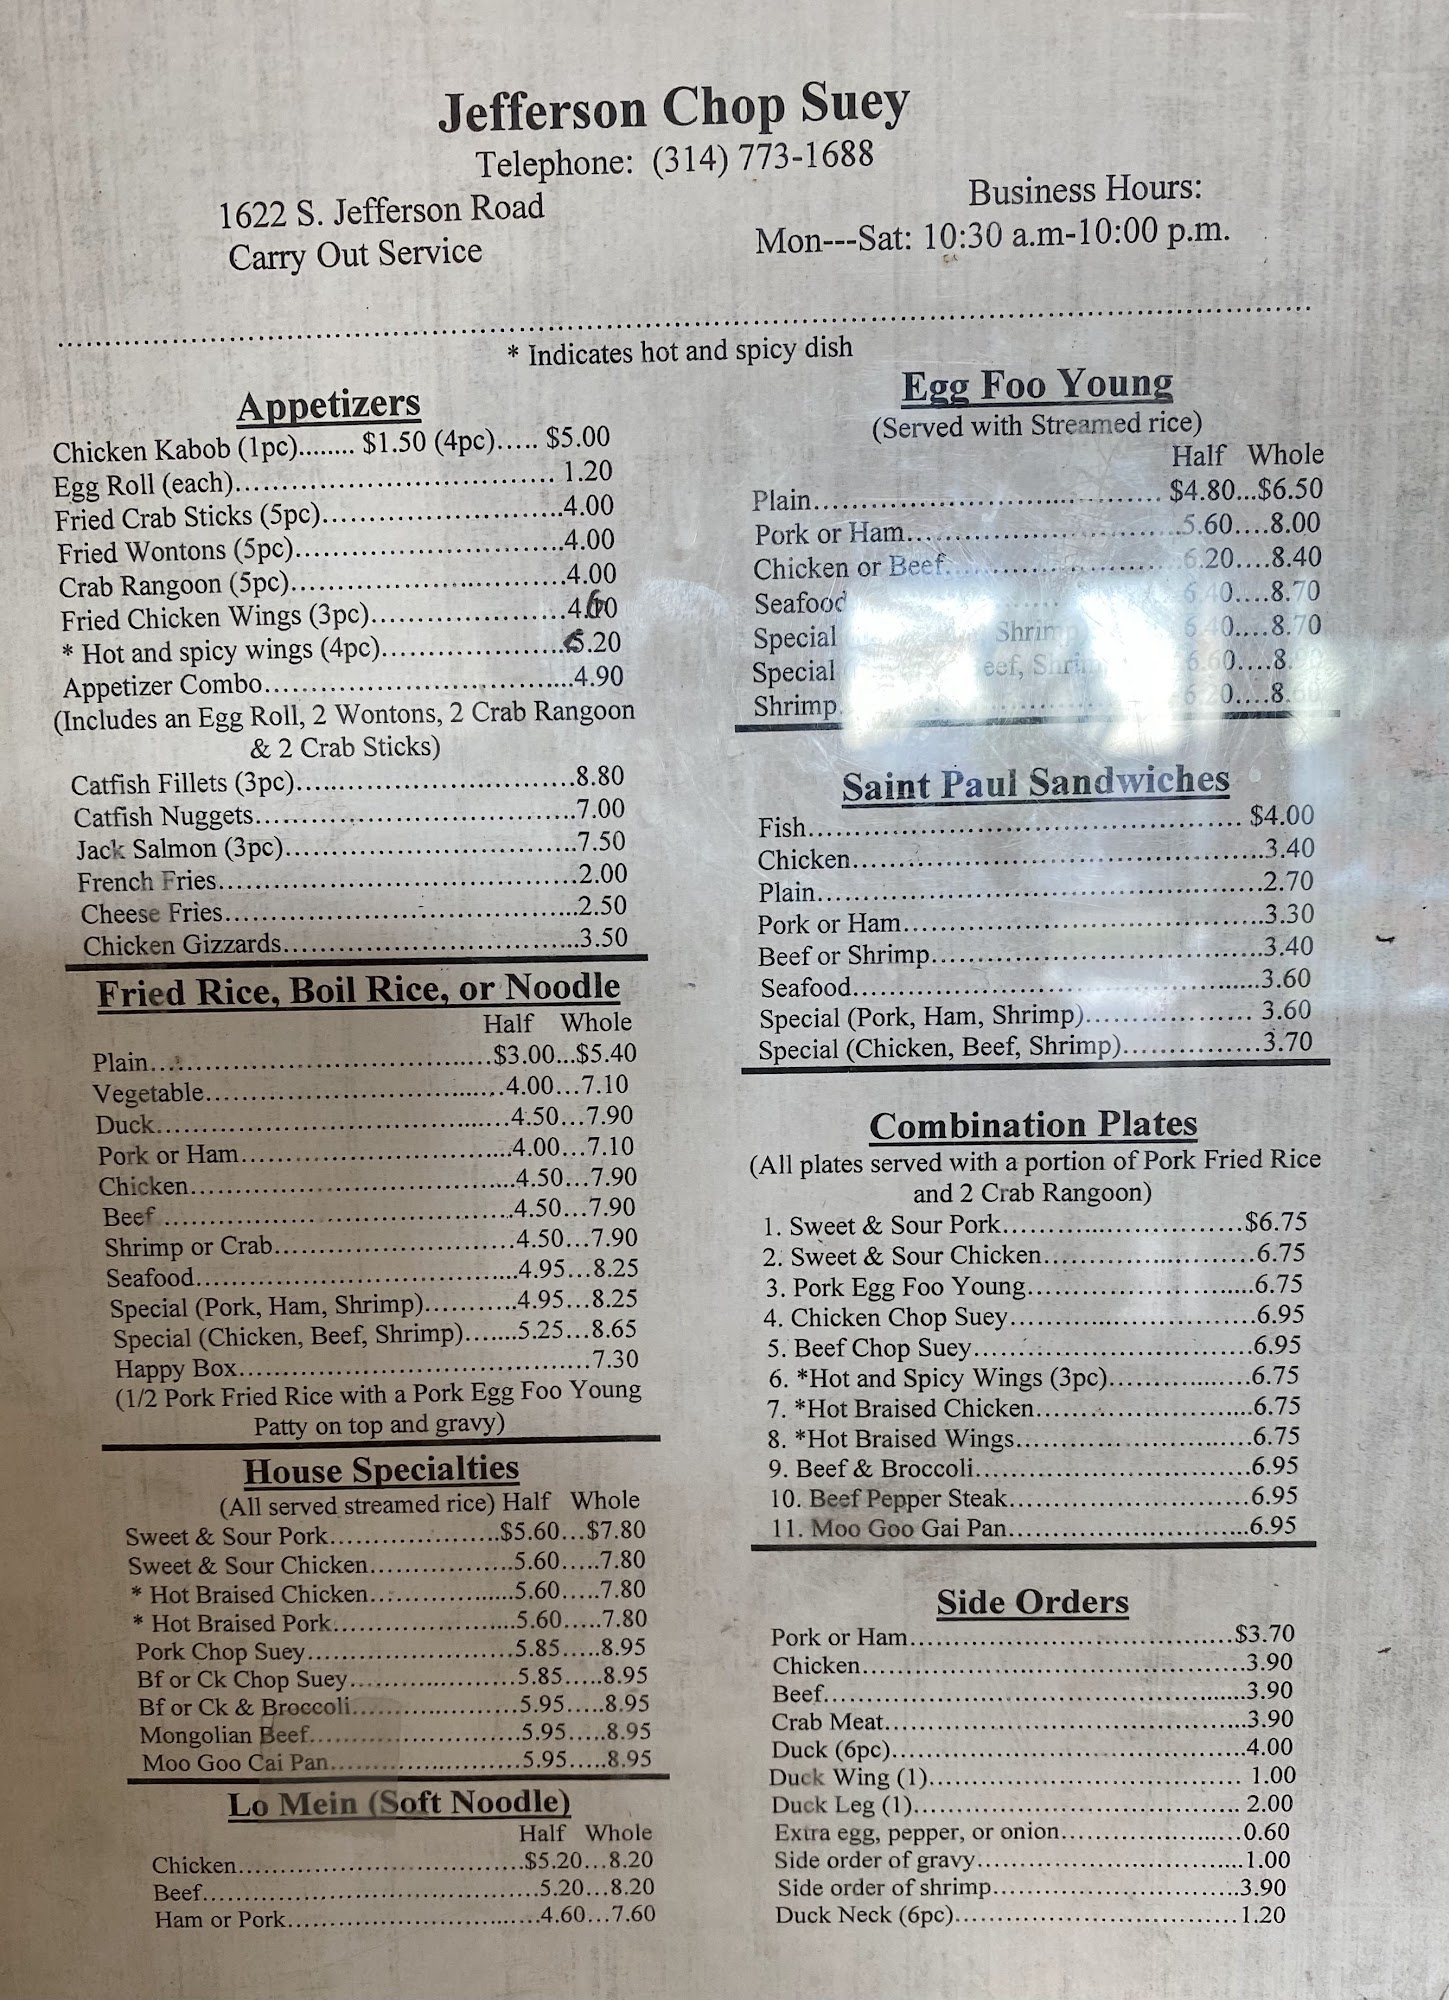 Jefferson Chop Suey
Telephone: (314) 773-1688
1622 S. Jefferson Road
Carry Out Service
Business Hours:
Mon---Sat: 10:30 a.m-10:00 p.m.
* Indicates hot and spicy dish
Appetizers
Chicken Kabob (1pc)........ $1.50 (4pc)..... $5.00
Egg Roll (each)........ 1.20
Fried Crab Sticks (5pc)........4.00
Fried Wontons (5pc)........4.00
Crab Rangoon (5pc)........4.00
Fried Chicken Wings (3pc)........4.60
* Hot and spicy wings (4pc)........6.20
Appetizer Combo........4.90
(Includes an Egg Roll, 2 Wontons, 2 Crab Rangoon
& 2 Crab Sticks)
Catfish Fillets (3pc)........8.80
Catfish Nuggets........7.00
Jack Salmon (3pc)........7.50
French Fries........2.00
Cheese Fries........2.50
Chicken Gizzards........3.50
Fried Rice, Boil Rice, or Noodle
Half Whole
Plain........$3.00...$5.40
Vegetable........4.00...7.10
Duck........4.50...7.90
Pork or Ham........4.00...7.10
Chicken........4.50...7.90
Beef ........4.50...7.90
Shrimp or Crab........4.50...7.90
Seafood........4.95...8.25
Special (Pork, Ham, Shrimp)........4.95...8.25
Special (Chicken, Beef, Shrimp).......5.25...8.65
Happy Box........7.30
(1/2 Pork Fried Rice with a Pork Egg Foo Young
Patty on top and gravy)
House Specialties
(All served streamed rice) Half Whole
Sweet & Sour Pork........$5.60...$7.80
Sweet & Sour Chicken........5.60.....7.80
* Hot Braised Chicken........5.60.....7.80
* Hot Braised Pork........5.60.....7.80
Pork Chop Suey........5.85.....8.95
Bf or Ck Chop Suey........5.85.....8.95
Bf or Ck & Broccoli........5.95.....8.95
Mongolian Beef........5.95.....8.95
Moo Goo Cai Pan........5.95.....8.95
Lo Mein (Soft Noodle)
Half Whole
Chicken........$5.20...8.20
Beef........5.20...8.20
Ham or Pork........4.60...7.60
Egg Foo Young
(Served with Streamed rice)
Half Whole
Plain........ $4.80...$6.50
Pork or Ham........5.60....8.00
Chicken or Beef........6.20....8.40
Seafood ........ 6.40....8.70
Special Shrimp 6.40....8.70
Special Beef, Shrimp 6.60....8.
Shrimp........8.
Saint Paul Sandwiches
Fish........ $4.00
Chicken........3.40
Plain........2.70
Pork or Ham........3.30
Beef or Shrimp........3.40
Seafood........3.60
Special (Pork, Ham, Shrimp)........ 3.60
Special (Chicken, Beef, Shrimp)........3.70
Combination Plates
(All plates served with a portion of Pork Fried Rice
and 2 Crab Rangoon)
1. Sweet & Sour Pork........$6.75
2. Sweet & Sour Chicken........6.75
3. Pork Egg Foo Young........6.75
4. Chicken Chop Suey........6.95
5. Beef Chop Suey........6.95
6. *Hot and Spicy Wings (3pc)........6.75
7. *Hot Braised Chicken........6.75
8. *Hot Braised Wings........6.75
9. Beef & Broccoli........6.95
10. Beef Pepper Steak........6.95
11. Moo Goo Gai Pan........6.95
Side Orders
Pork or Ham........$3.70
Chicken........3.90
Beef........3.90
Crab Meat........3.90
Duck (6pc)........4.00
Duck Wing (1)........ 1.00
Duck Leg (1)........ 2.00
Extra egg, pepper, or onion........0.60
Side order of gravy........1.00
Side order of shrimp........3.90
Duck Neck (6pc)........1.20